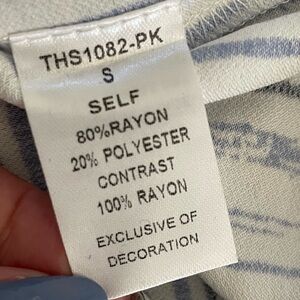 THS1082-PK
S
SELF
80%RAYON
20% POLYESTER
CONTRAST
100% RAYON
EXCLUSIVE OF
DECORATION